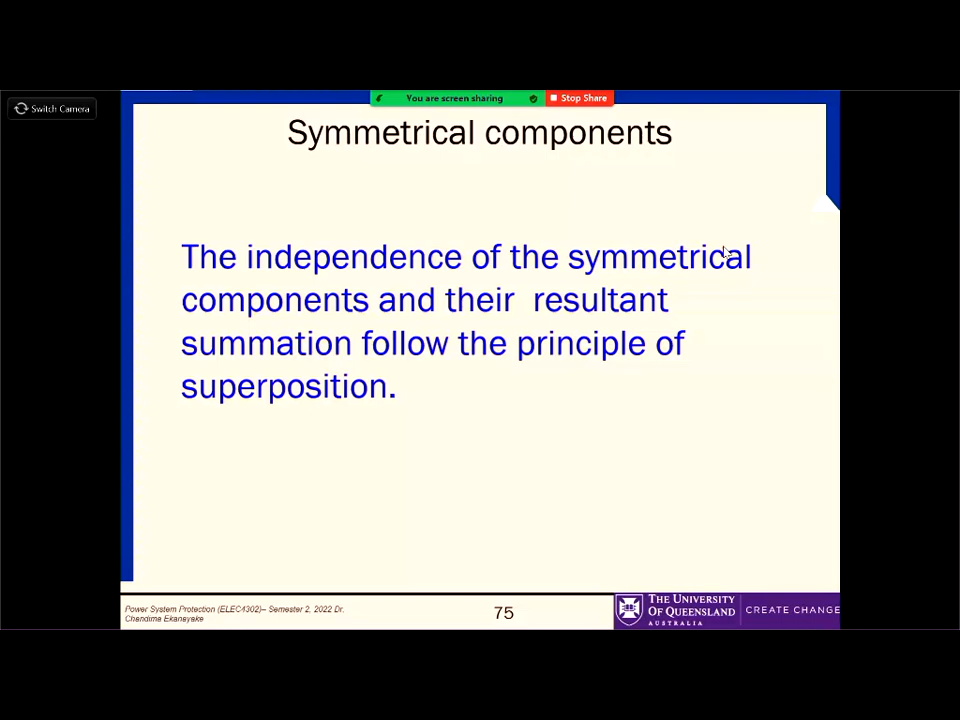 You are screen sharing
Stop Share
Switch Camera
Symmetrical components
The independence of the symmetrical
components and their resultant
summation follow the principle of
superposition.
Power System Protection (ELEC4302)– Semester 2, 2022 Dr.
Chandima Ekanayake
75
THE UNIVERSITY
OF QUEENSLAND
AUSTRALIA
CREATE CHANGE